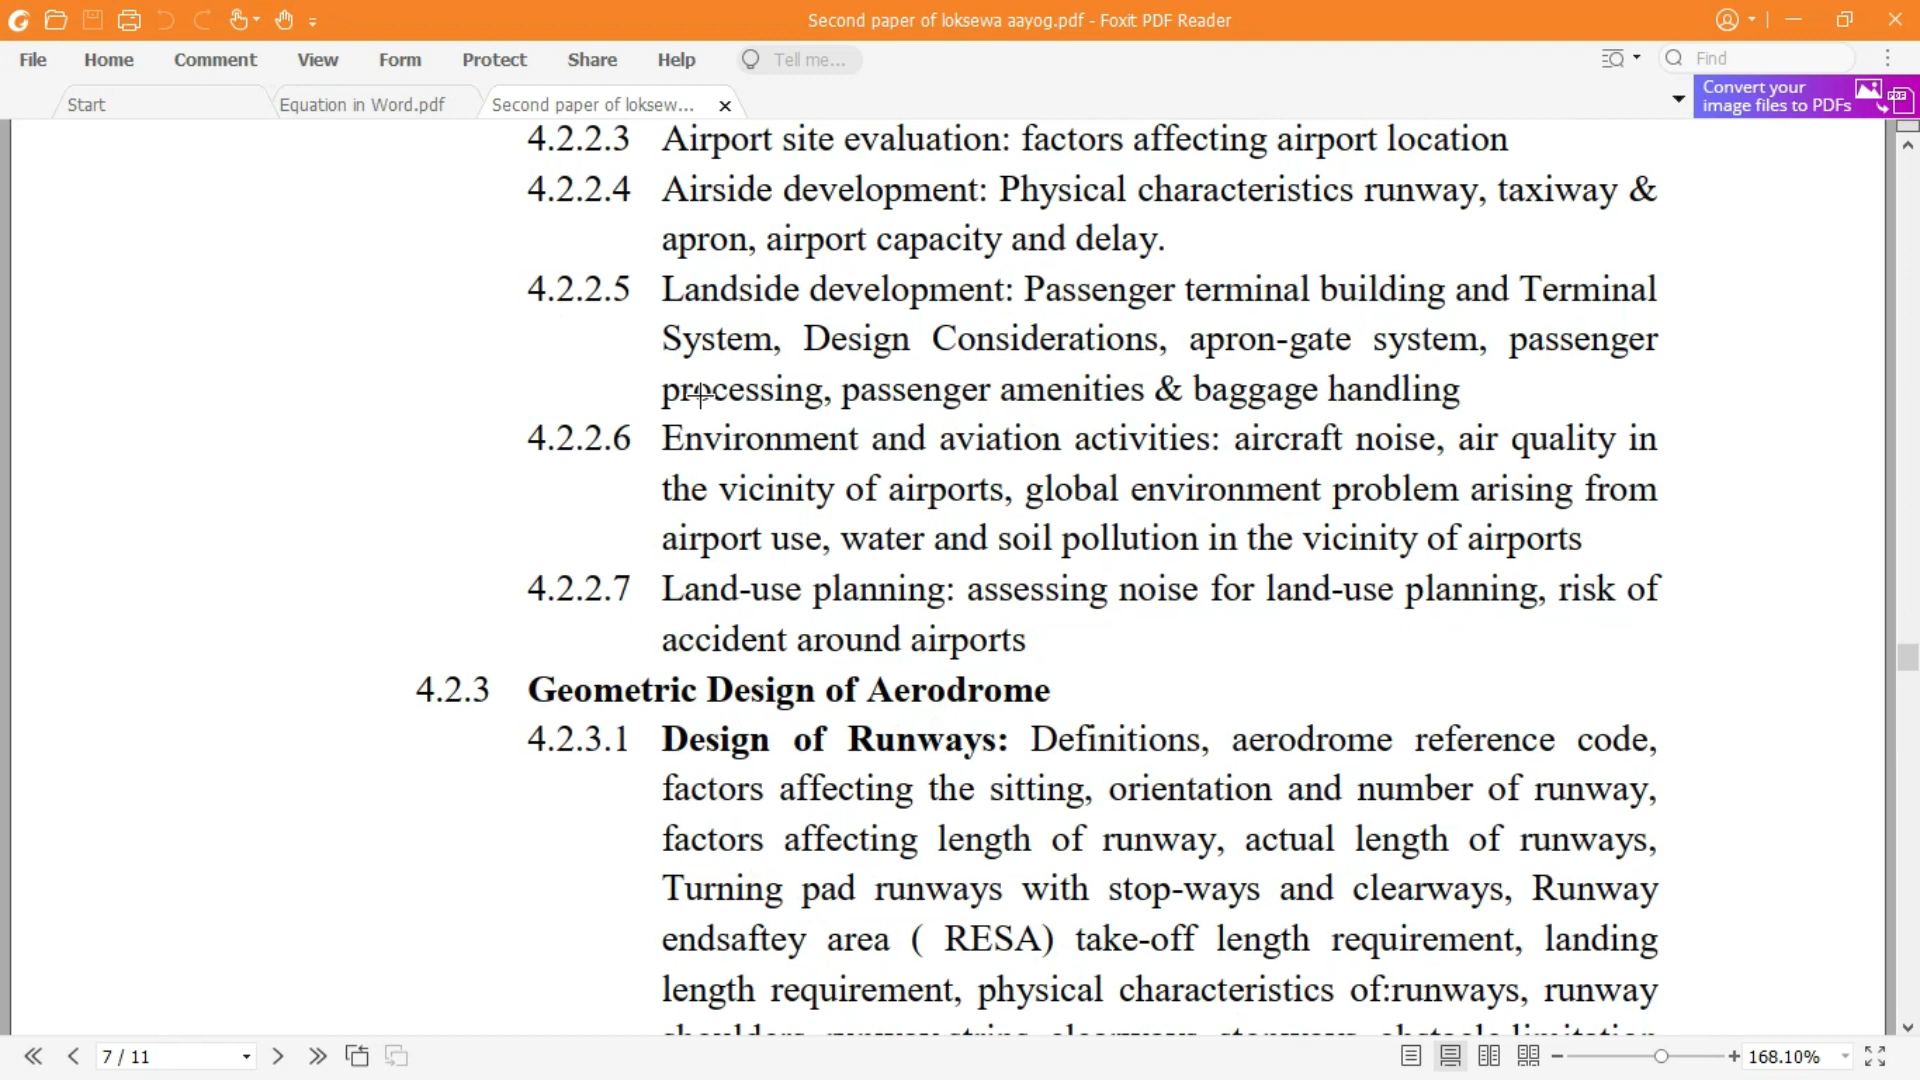 Second paper of loksewa aayog.pdf - Foxit PDF Reader
File Home Comment View Form Protect Share Help Tell me... Find
Start Equation in Word.pdf Second paper of loksew...
Convert your
image files to PDFs
4.2.2.3 Airport site evaluation: factors affecting airport location
4.2.2.4 Airside development: Physical characteristics runway, taxiway &
apron, airport capacity and delay.
4.2.2.5 Landside development: Passenger terminal building and Terminal
System, Design Considerations, apron-gate system, passenger
processing, passenger amenities & baggage handling
4.2.2.6 Environment and aviation activities: aircraft noise, air quality in
the vicinity of airports, global environment problem arising from
airport use, water and soil pollution in the vicinity of airports
4.2.2.7 Land-use planning: assessing noise for land-use planning, risk of
accident around airports
4.2.3 Geometric Design of Aerodrome
4.2.3.1 Design of Runways: Definitions, aerodrome reference code,
factors affecting the sitting, orientation and number of runway,
factors affecting length of runway, actual length of runways,
Turning pad runways with stop-ways and clearways, Runway
endsaftey area ( RESA) take-off length requirement, landing
length requirement, physical characteristics of:runways, runway
7 / 11 168.10%